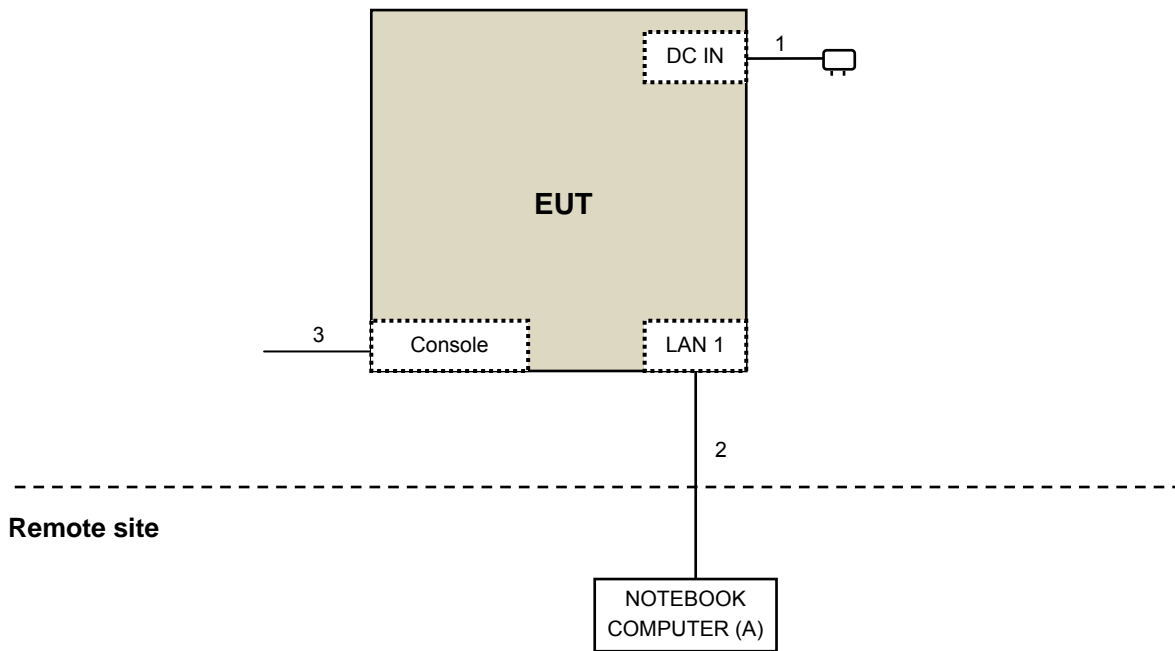 1
DC IN
EUT
3
Console
LAN 1
2
Remote site
NOTEBOOK
COMPUTER (A)